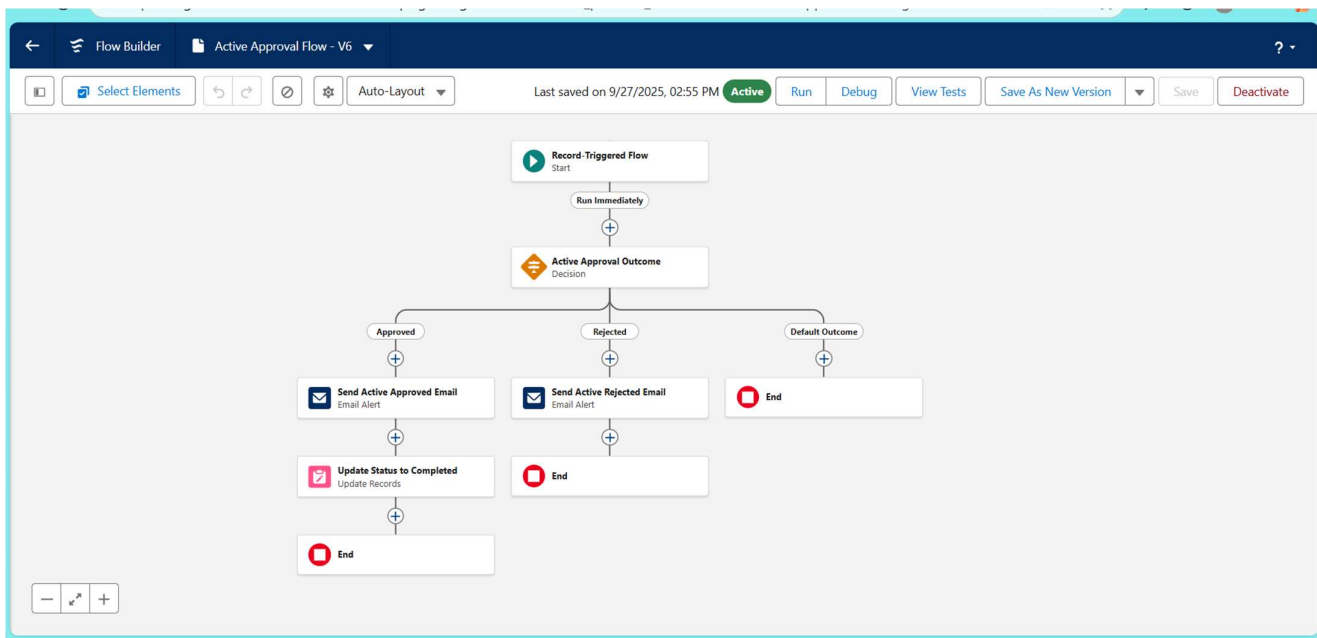 Flow Builder
Active Approval Flow - V6
?
Select Elements
Auto-Layout
Last saved on 9/27/2025, 02:55 PM
Active
Run
Debug
View Tests
Save As New Version
Save
Deactivate
Record-Triggered Flow
Start
Run Immediately
Active Approval Outcome
Decision
Approved
Rejected
Default Outcome
Send Active Approved Email
Email Alert
Send Active Rejected Email
Email Alert
End
Update Status to Completed
Update Records
End
End